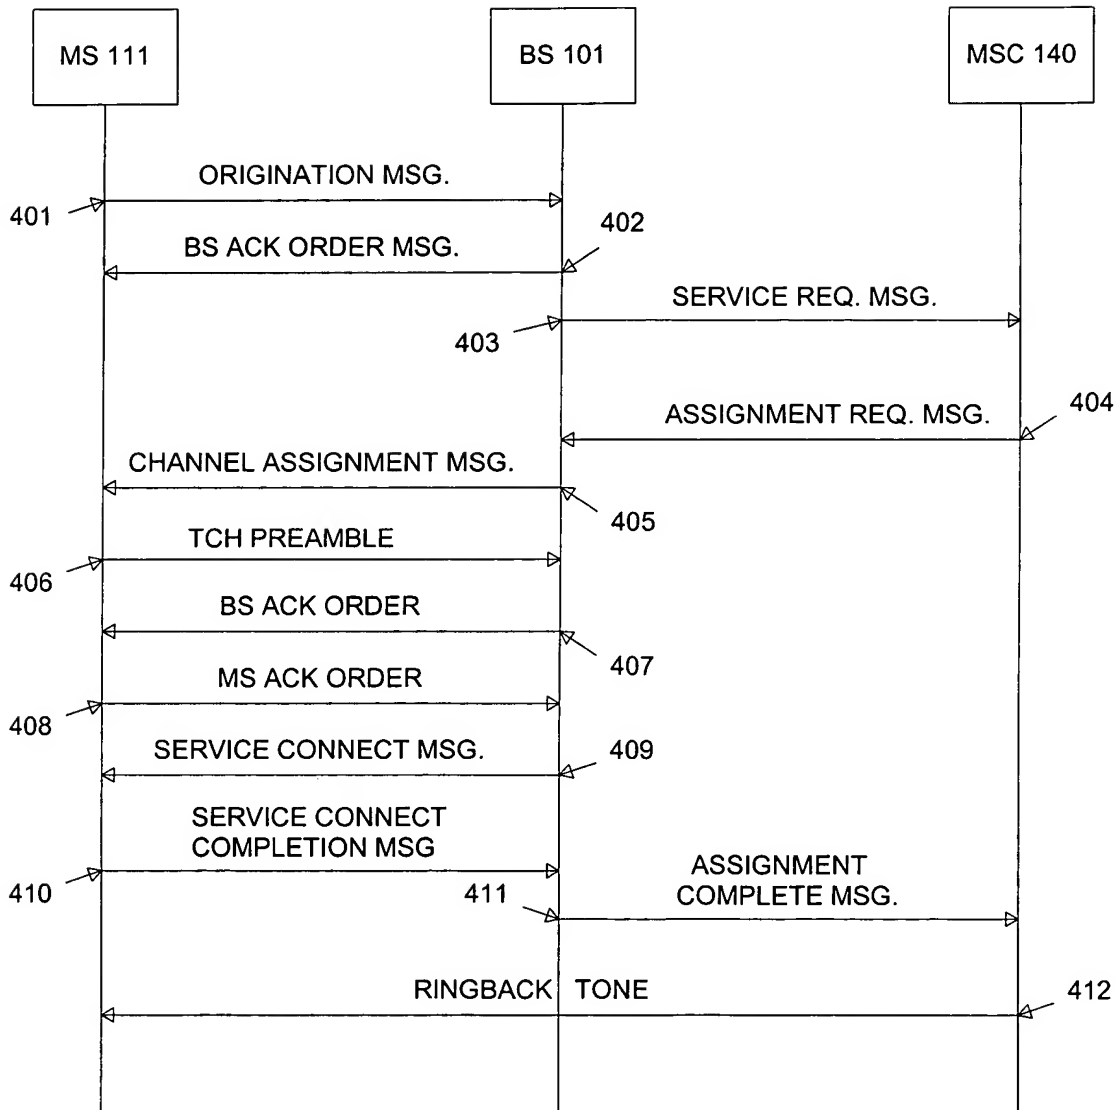 MS 111
BS 101
MSC 140
ORIGINATION MSG.
401
402
BS ACK ORDER MSG.
SERVICE REQ. MSG.
403
404
ASSIGNMENT REQ. MSG.
CHANNEL ASSIGNMENT MSG.
405
TCH PREAMBLE
406
BS ACK ORDER
407
MS ACK ORDER
408
SERVICE CONNECT MSG.
409
SERVICE CONNECT
COMPLETION MSG
410
411
ASSIGNMENT
COMPLETE MSG.
RINGBACK TONE
412